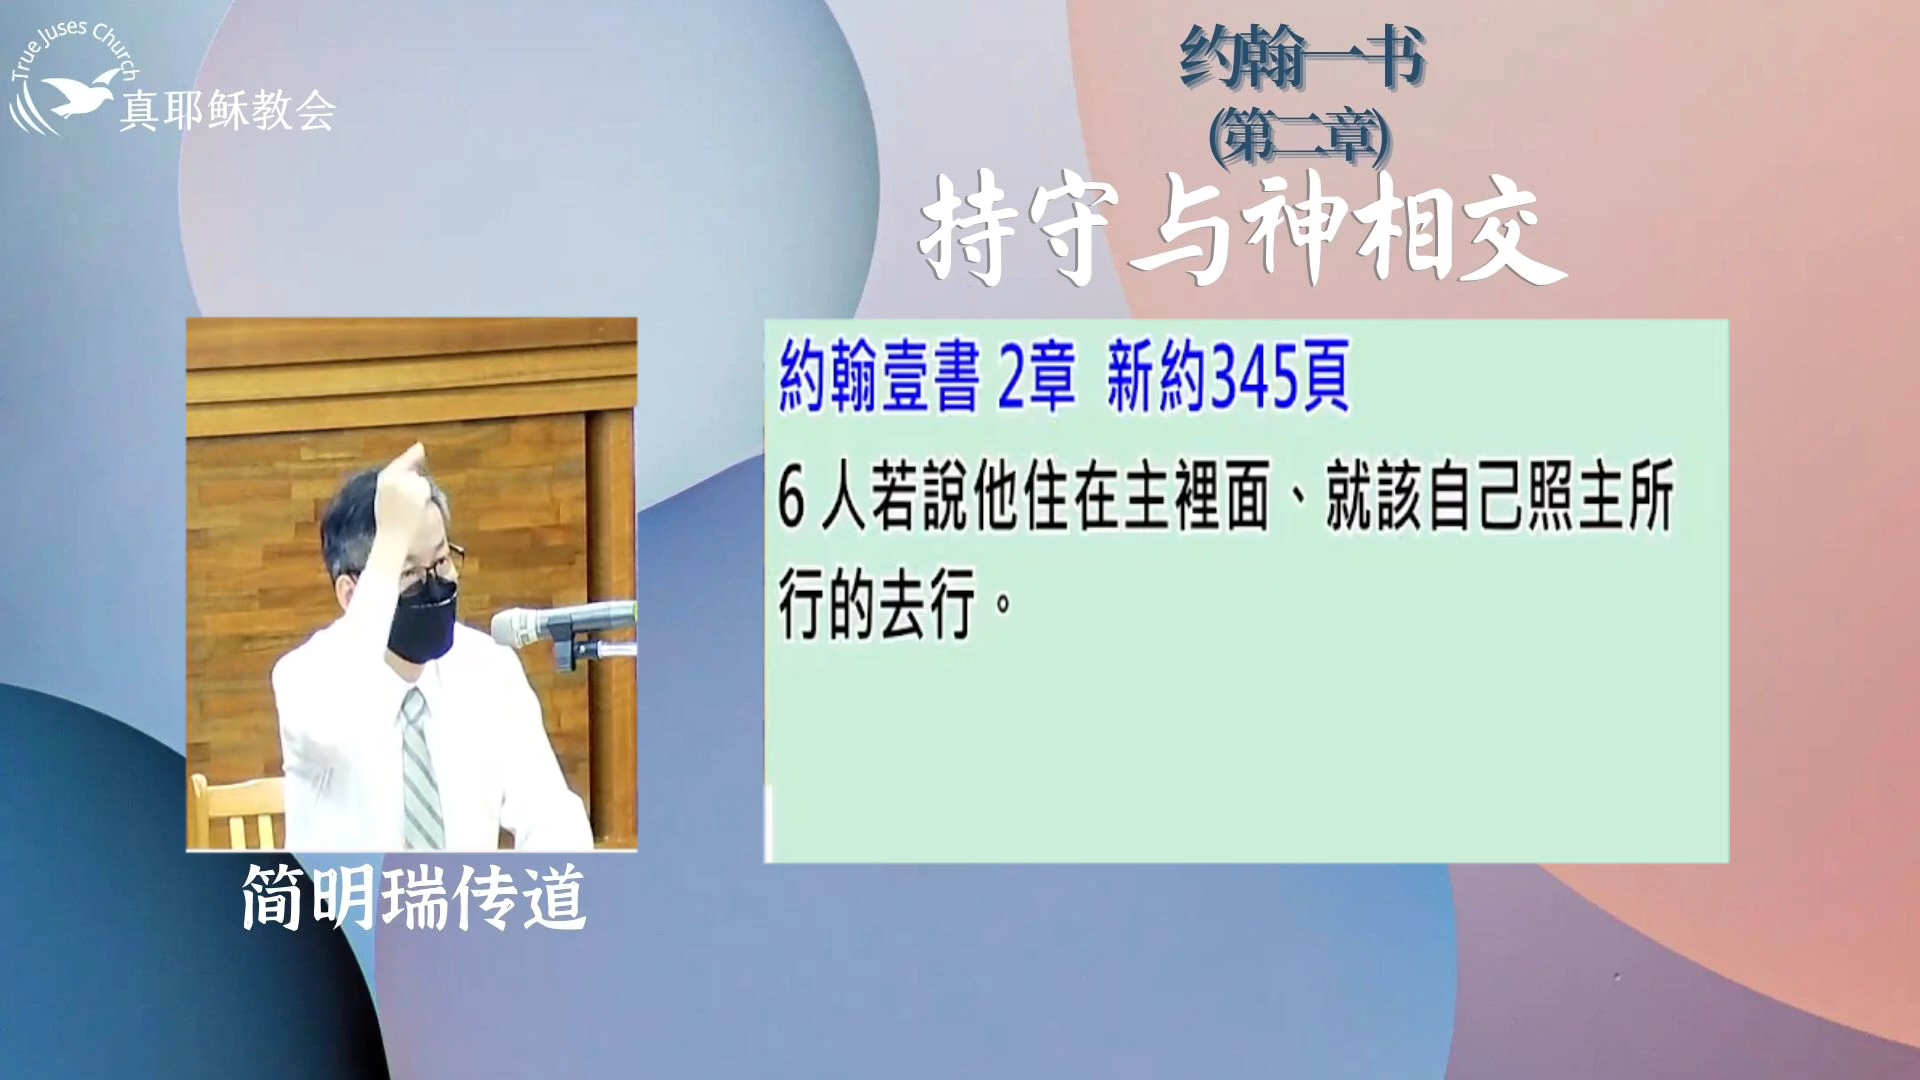 True Juses Church
真耶稣教会
约翰一书
(第二章)
持守与神相交
約翰壹書 2章 新約345頁
6 人若說他住在主裡面、就該自己照主所
行的去行。
简明瑞传道